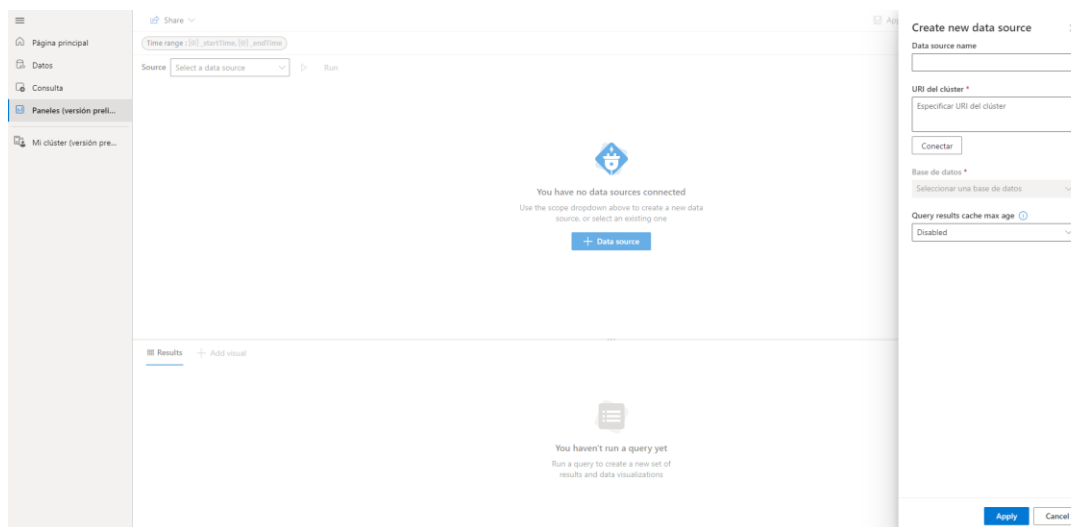 Página principal
Datos
Consulta
Paneles (versión preli...
Mi clúster (versión pre...
Share
Time range : [⊞] _startTime, [⊞] _endTime
Source Select a data source Run
You have no data sources connected
Use the scope dropdown above to create a new data
source, or select an existing one
+ Data source
Results + Add visual
You haven't run a query yet
Run a query to create a new set of
results and data visualizations
Create new data source
Data source name
URI del clúster *
Especificar URI del clúster
Conectar
Base de datos *
Seleccionar una base de datos
Query results cache max age
Disabled
Apply Cancel